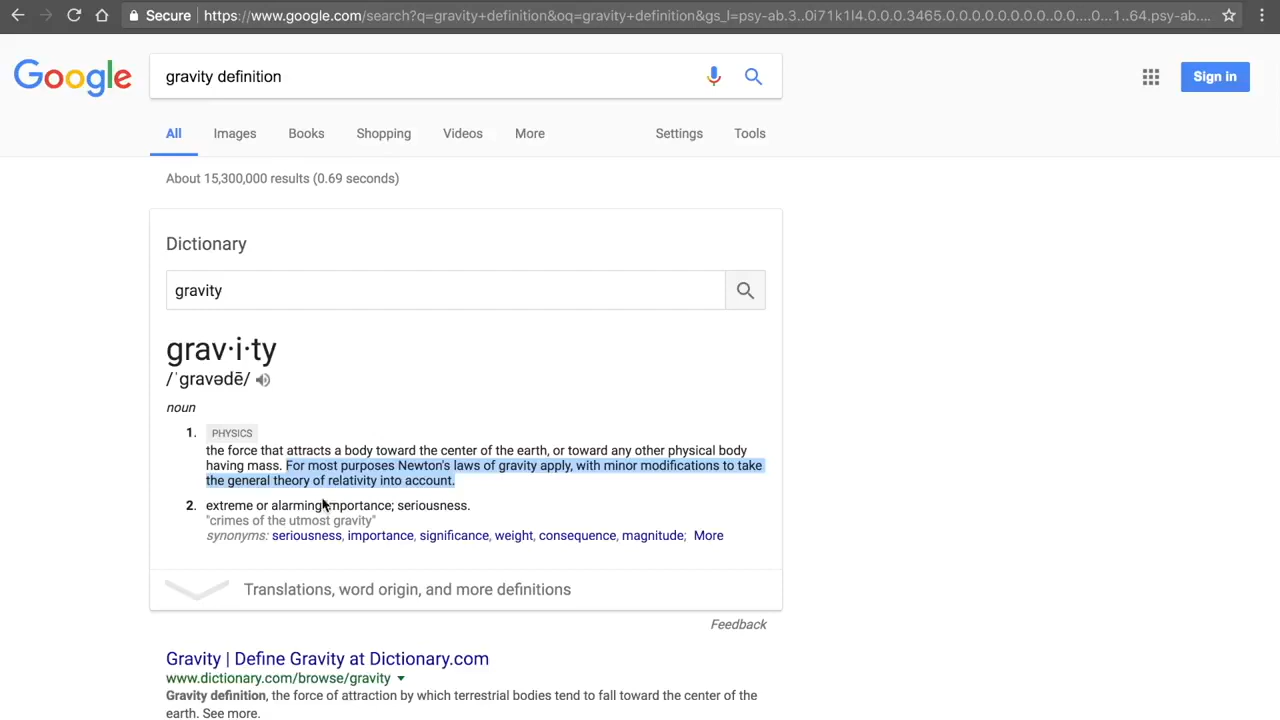 Secure https://www.google.com/search?q=gravity+definition&oq=gravity+definition&gs_l=psy-ab.3..0i71k1l4.0.0.0.3465.0.0.0.0.0.0.0.0..0.0....0...1..64.psy-ab....
Google
gravity definition
Sign in
All Images Books Shopping Videos More Settings Tools
About 15,300,000 results (0.69 seconds)
Dictionary
gravity
grav·i·ty
/ˈɡravədē/
noun
1. PHYSICS
the force that attracts a body toward the center of the earth, or toward any other physical body
having mass. For most purposes Newton's laws of gravity apply, with minor modifications to take
the general theory of relativity into account.
2. extreme or alarming importance; seriousness.
"crimes of the utmost gravity"
synonyms: seriousness, importance, significance, weight, consequence, magnitude; More
Translations, word origin, and more definitions
Feedback
Gravity | Define Gravity at Dictionary.com
www.dictionary.com/browse/gravity
Gravity definition, the force of attraction by which terrestrial bodies tend to fall toward the center of the
earth. See more.